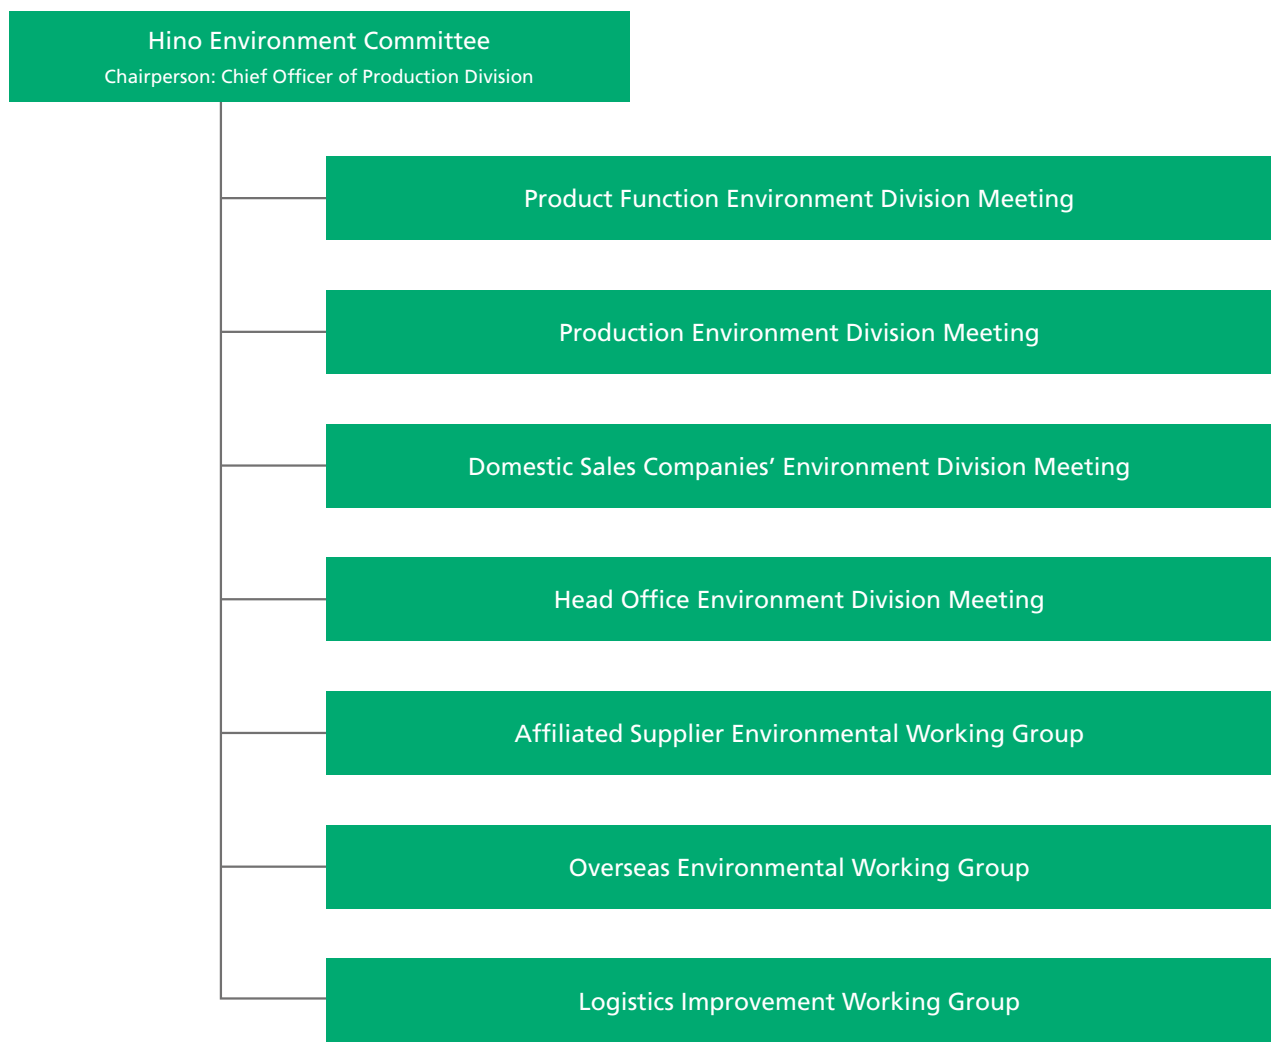 Hino Environment Committee
Chairperson: Chief Officer of Production Division
Product Function Environment Division Meeting
Production Environment Division Meeting
Domestic Sales Companies’ Environment Division Meeting
Head Office Environment Division Meeting
Affiliated Supplier Environmental Working Group
Overseas Environmental Working Group
Logistics Improvement Working Group